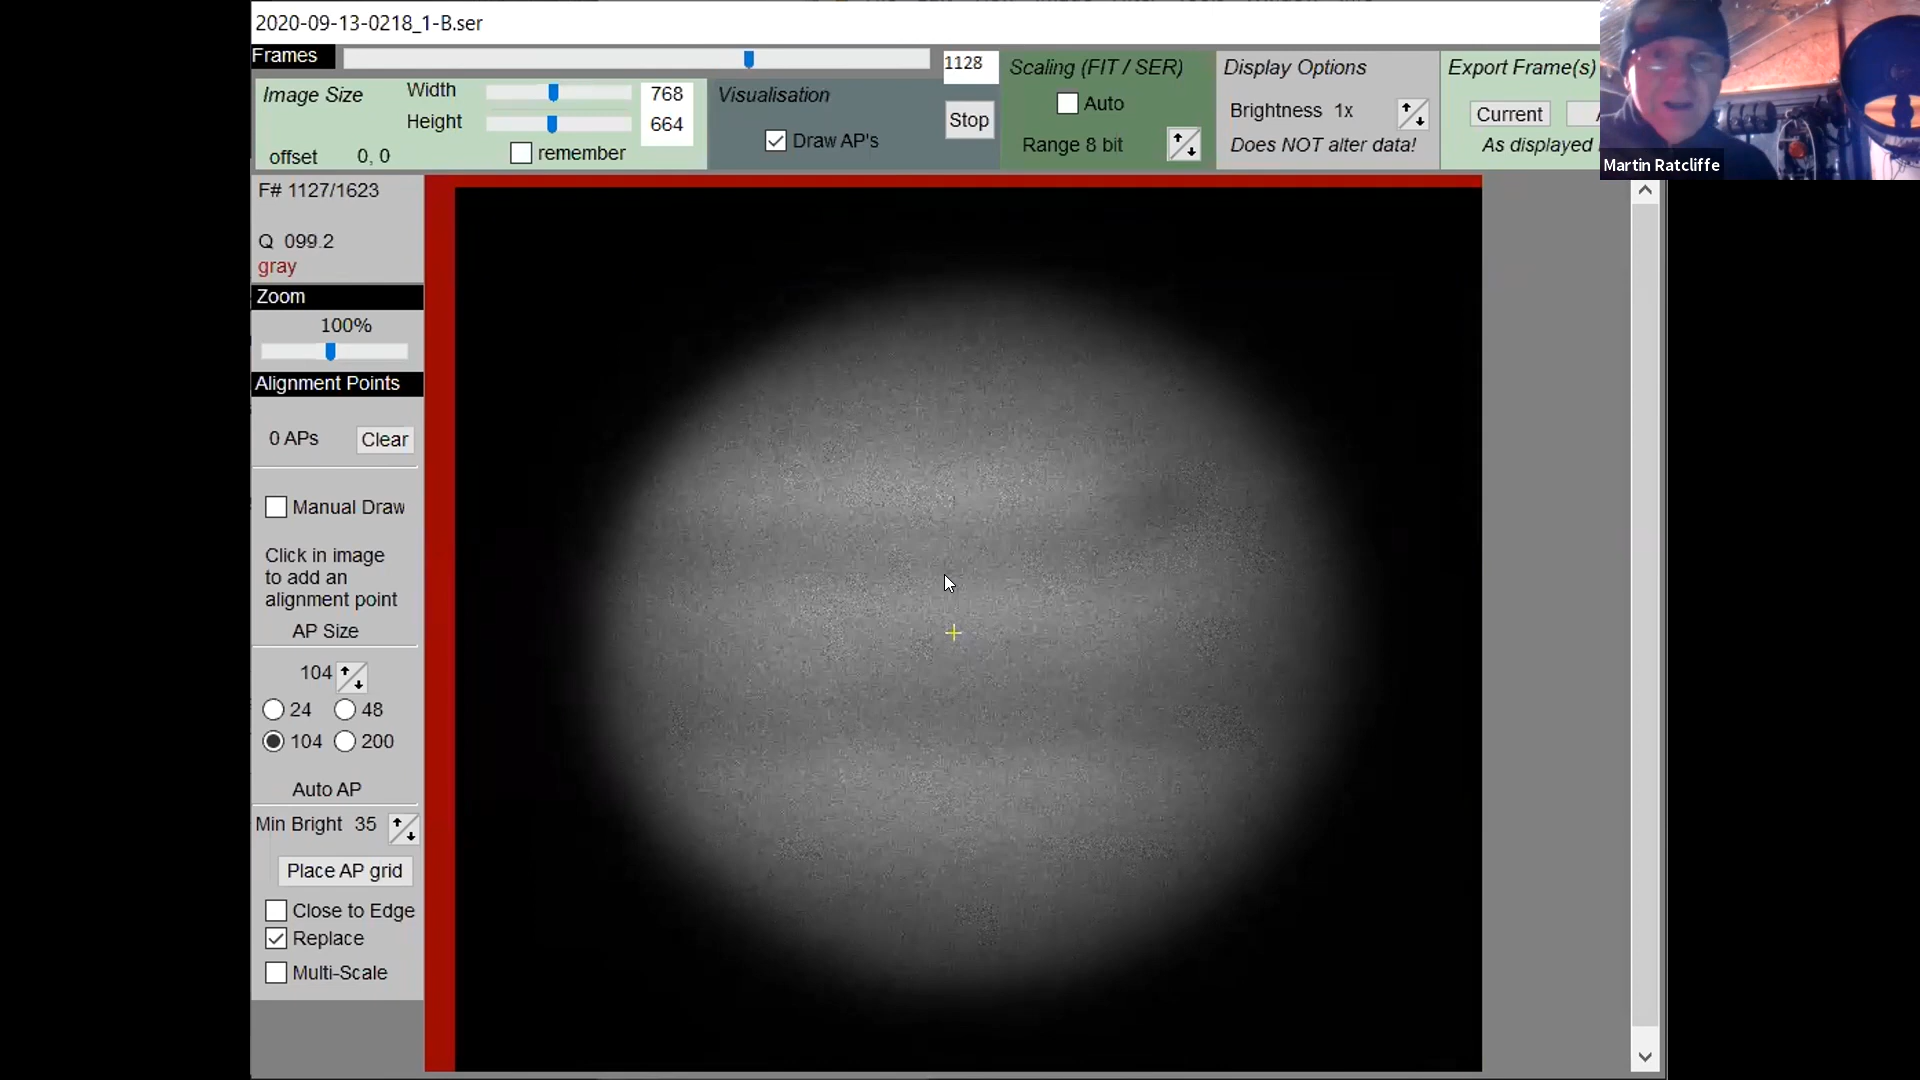 2020-09-13-0218_1-B.ser
Frames
1128
Image Size
Width
768
Height
664
offset 0, 0
remember
Visualisation
Draw AP's
Stop
Scaling (FIT / SER)
Auto
Range 8 bit
Display Options
Brightness 1x
Does NOT alter data!
Export Frame(s)
Current
As displayed
Martin Ratcliffe
F# 1127/1623
Q 099.2
gray
Zoom
100%
Alignment Points
0 APs Clear
Manual Draw
Click in image
to add an
alignment point
AP Size
104
24 48
104 200
Auto AP
Min Bright 35
Place AP grid
Close to Edge
Replace
Multi-Scale